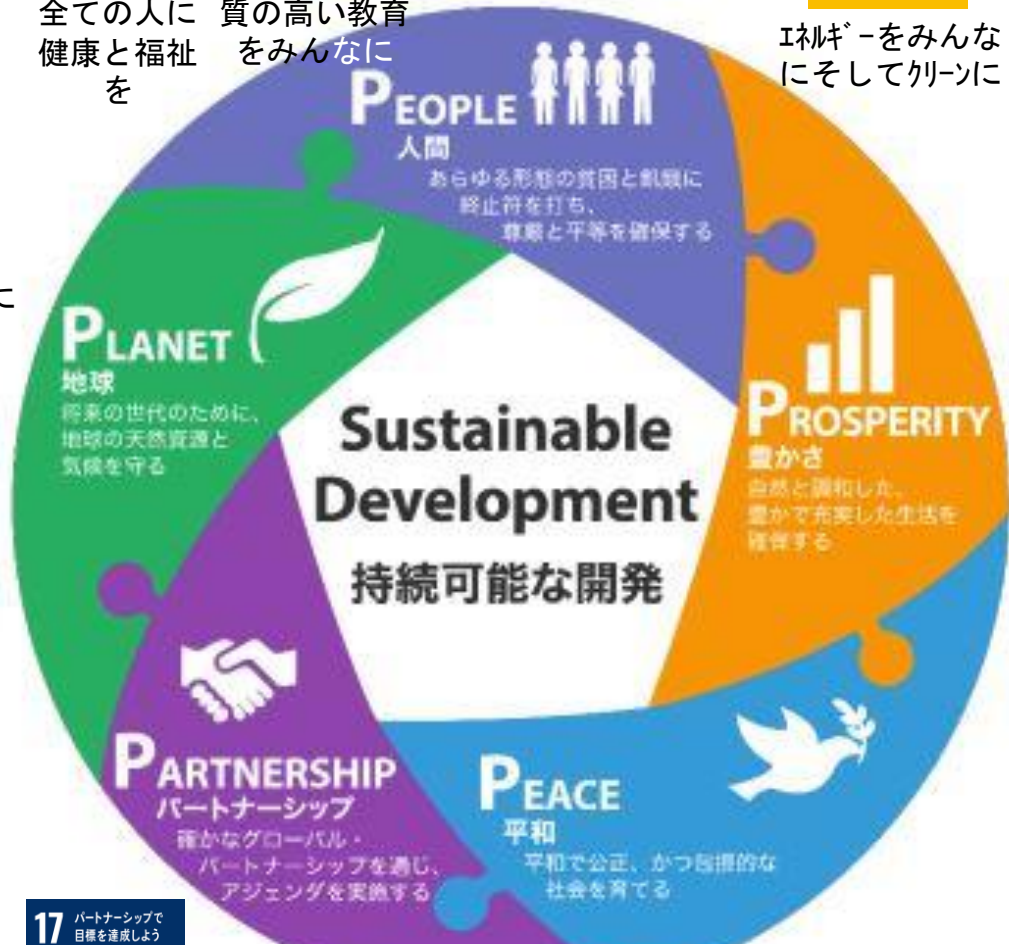 全ての人に
健康と福祉
を
質の高い教育
をみんなに
ｴﾈﾙｷﾞｰをみんな
にそしてｸﾘｰﾝに
PEOPLE
人間
あらゆる形態の貧困と飢餓に
終止符を打ち、
尊厳と平等を確保する
に
PLANET
地球
将来の世代のために、
地球の天然資源と
気候を守る
PROSPERITY
豊かさ
自然と調和した、
豊かで充実した生活を
確保する
Sustainable
Development
持続可能な開発
PARTNERSHIP
パートナーシップ
確かなグローバル・
パートナーシップを通じ、
アジェンダを実施する
PEACE
平和
平和で公正、かつ包摂的な
社会を育てる
17 パートナーシップで
目標を達成しよう